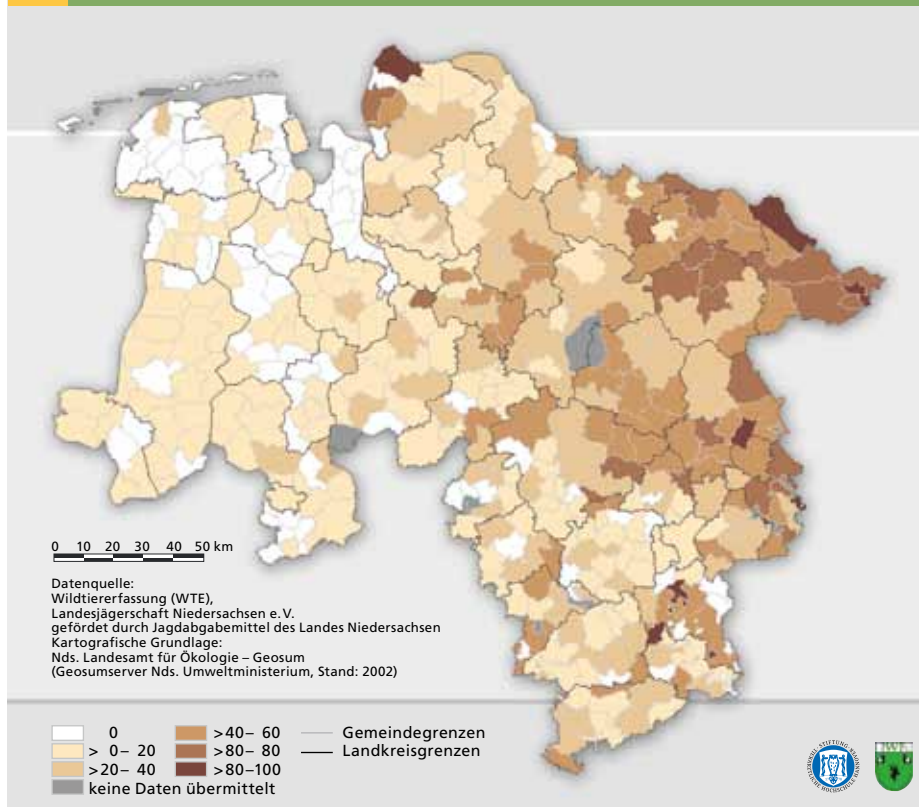 0 10 20 30 40 50 km
Datenquelle:
Wildtiererfassung (WTE),
Landesjägerschaft Niedersachsen e. V.
gefördert durch Jagdabgabemittel des Landes Niedersachsen
Kartografische Grundlage:
Nds. Landesamt für Ökologie – Geosum
(Geosumserver Nds. Umweltministerium, Stand: 2002)
0 >40– 60 Gemeindegrenzen
> 0– 20 >80– 80 Landkreisgrenzen
>20– 40 >80–100
keine Daten übermittelt